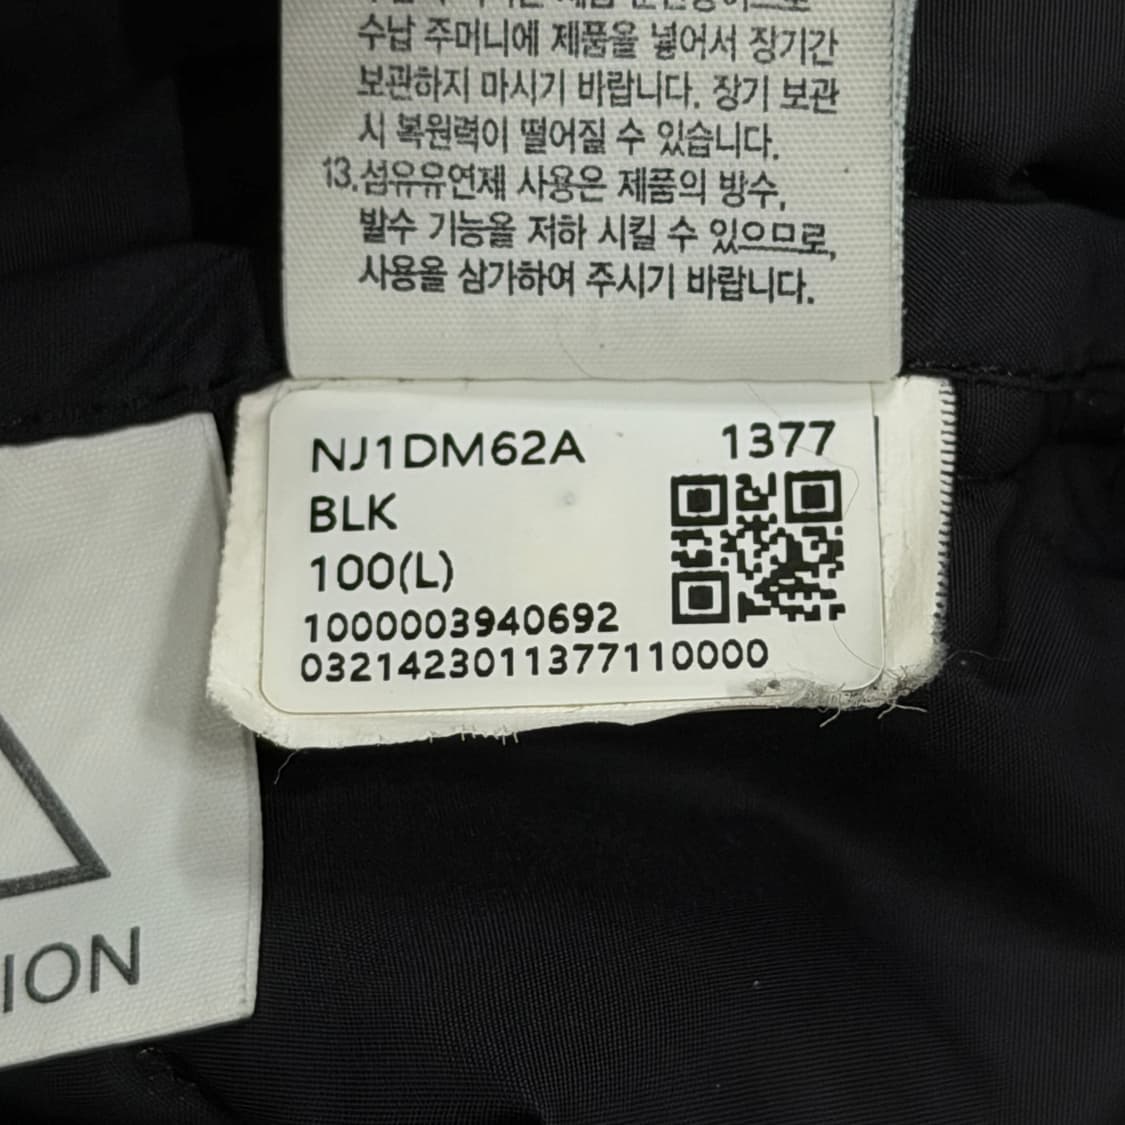 수납 주머니에 제품을 넣어서 장기간
보관하지 마시기 바랍니다. 장기 보관
시 복원력이 떨어질 수 있습니다.
13.섬유유연제 사용은 제품의 방수,
발수 기능을 저하 시킬 수 있으므로,
사용을 삼가하여 주시기 바랍니다.
NJ1DM62A 1377
BLK
100(L)
1000003940692
0321423011377110000
ION